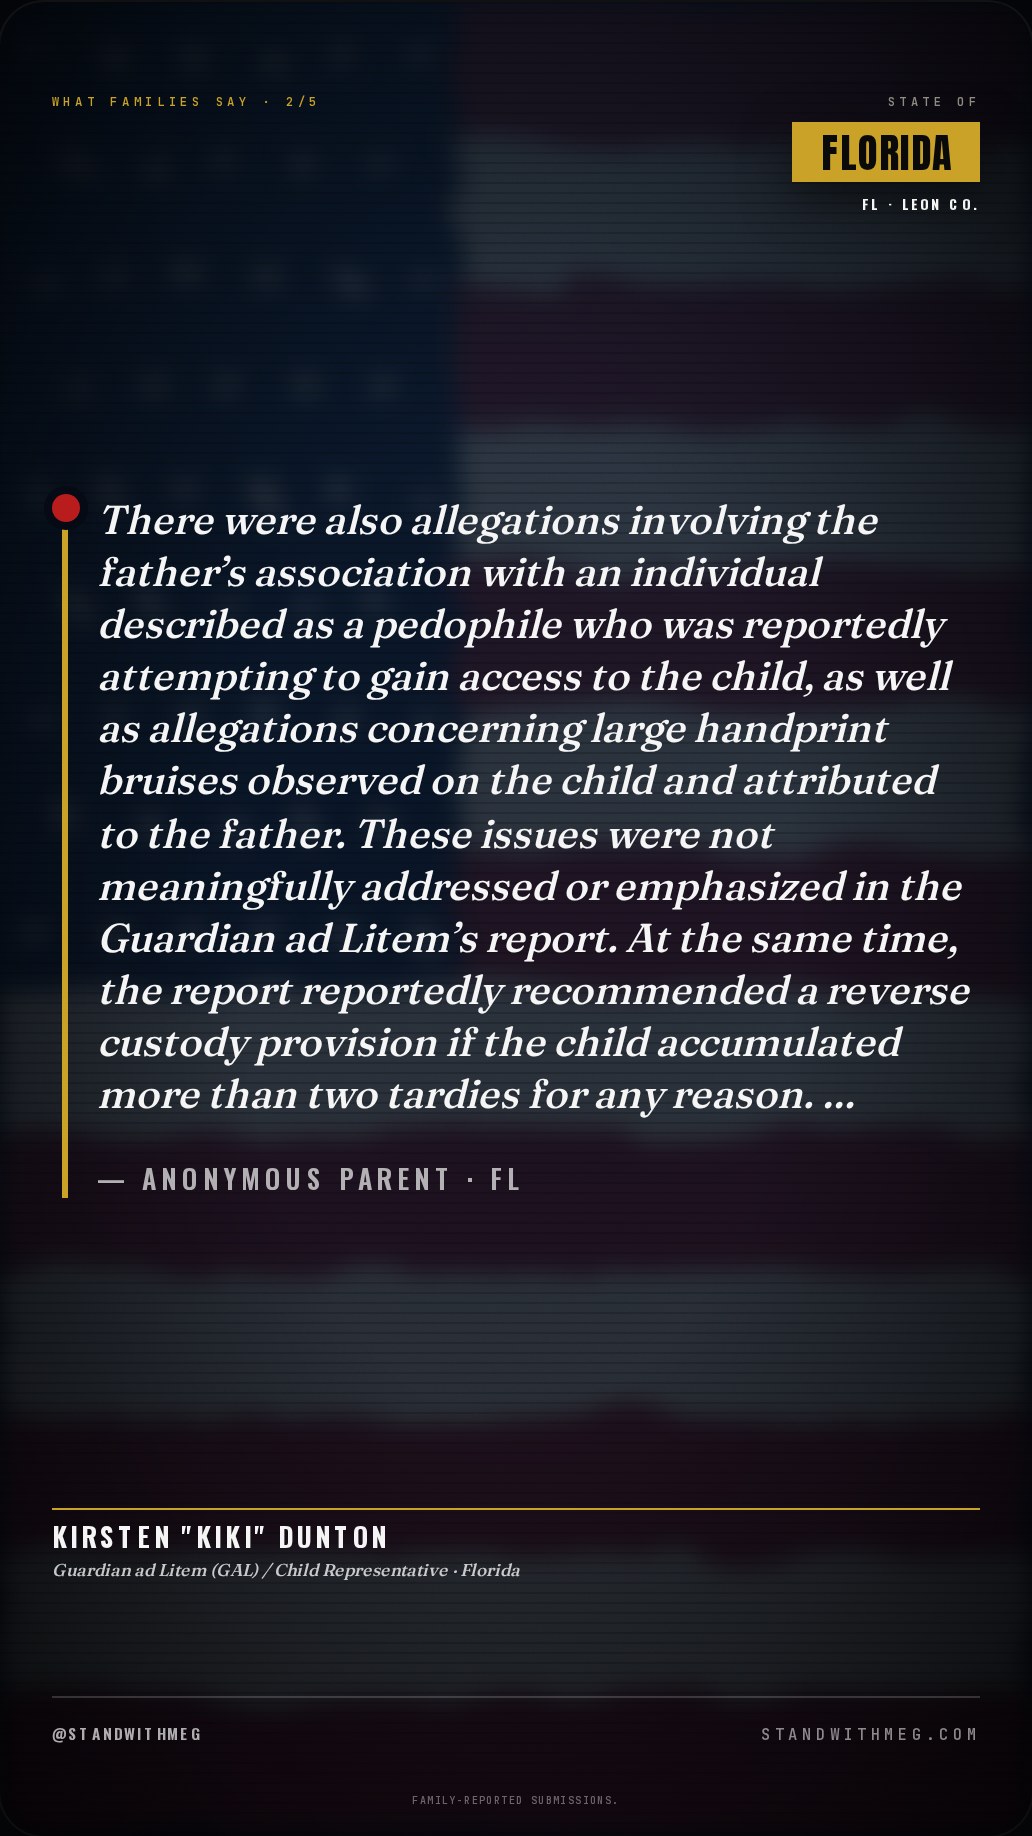 WHAT FAMILIES SAY · 2/5
STATE OF
FLORIDA
FL · LEON CO.
There were also allegations involving the
father’s association with an individual
described as a pedophile who was reportedly
attempting to gain access to the child, as well
as allegations concerning large handprint
bruises observed on the child and attributed
to the father. These issues were not
meaningfully addressed or emphasized in the
Guardian ad Litem’s report. At the same time,
the report reportedly recommended a reverse
custody provision if the child accumulated
more than two tardies for any reason. ...
— ANONYMOUS PARENT · FL
KIRSTEN "KIKI" DUNTON
Guardian ad Litem (GAL) / Child Representative · Florida
@STANDWITHMEG
STANDWITHMEG.COM
FAMILY-REPORTED SUBMISSIONS.